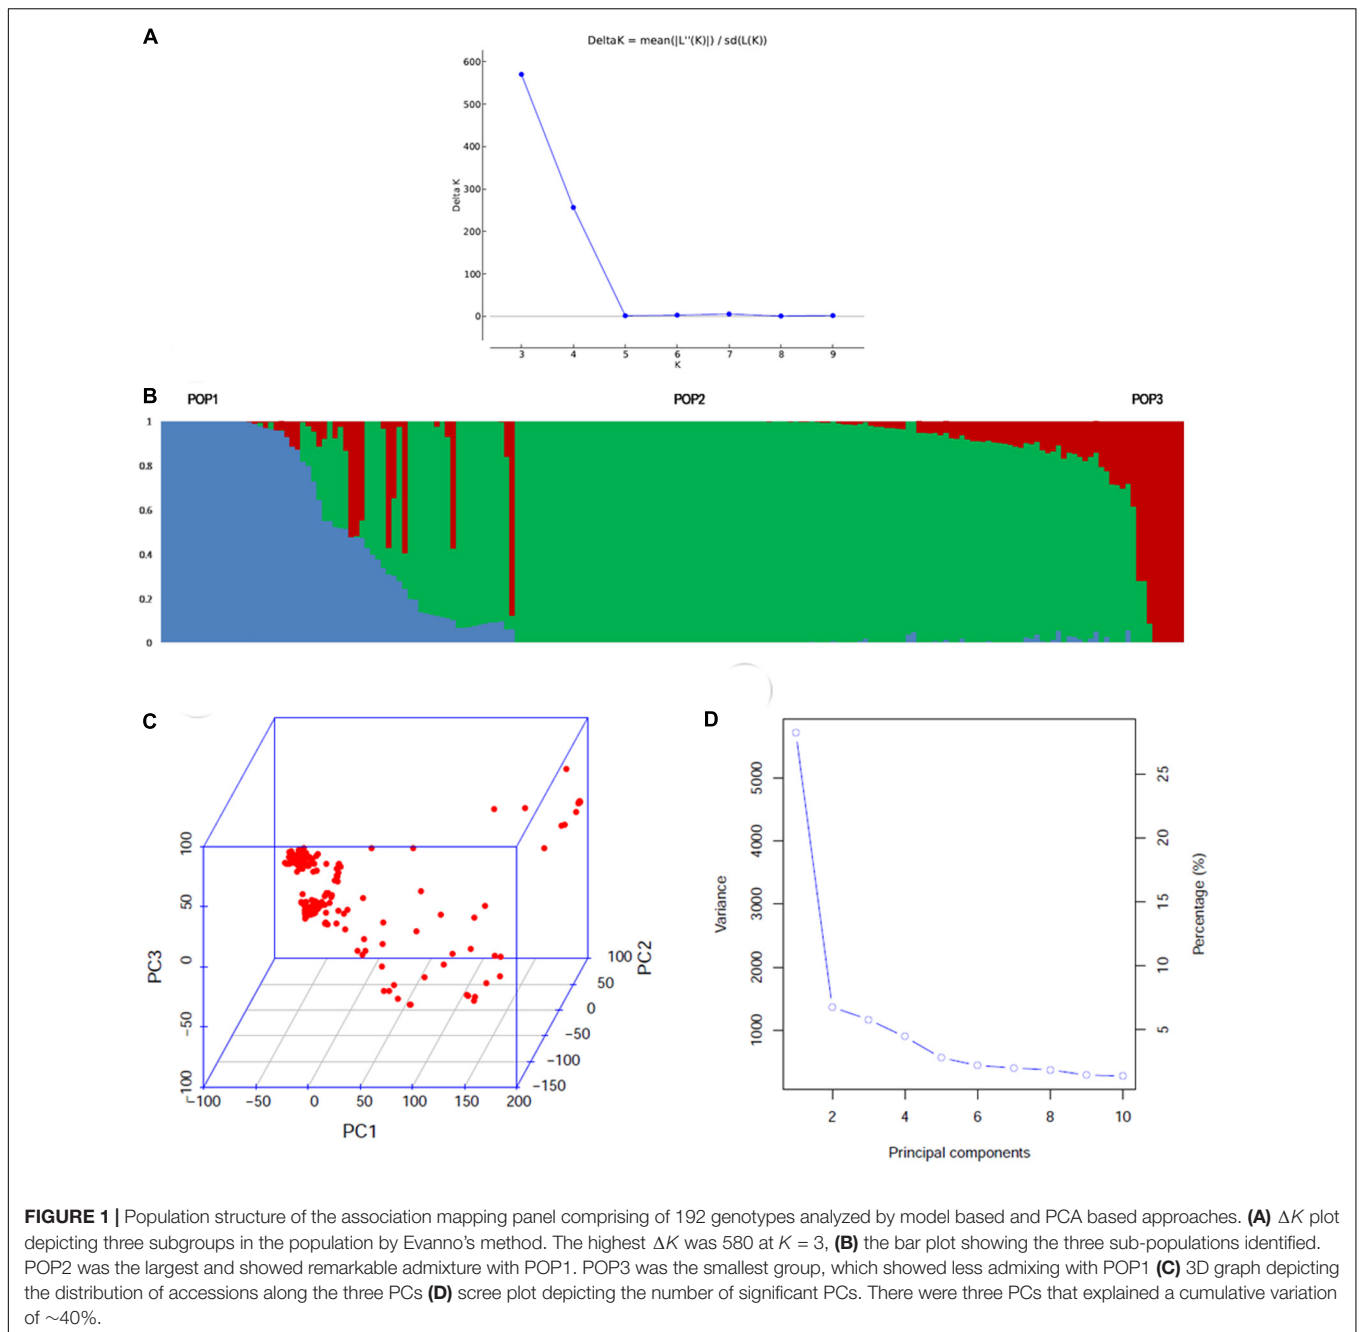 A
DeltaK = mean(|L''(K)|) / sd(L(K))
600
500
400
300
200
100
0
Delta K
3 4 5 6 7 8 9
K
B
POP1 POP2 POP3
1
0.8
0.6
0.4
0.2
0
C
100
50
0
−50
−100
PC3
−100 −50 0 50 100 150 200
PC1
100
50
0
−50
−100
−150
PC2
D
5000
4000
3000
2000
1000
Variance
25
20
15
10
5
Percentage (%)
2 4 6 8 10
Principal components
FIGURE 1 | Population structure of the association mapping panel comprising of 192 genotypes analyzed by model based and PCA based approaches. (A) ΔK plot
depicting three subgroups in the population by Evanno's method. The highest ΔK was 580 at K = 3, (B) the bar plot showing the three sub-populations identified.
POP2 was the largest and showed remarkable admixture with POP1. POP3 was the smallest group, which showed less admixing with POP1 (C) 3D graph depicting
the distribution of accessions along the three PCs (D) scree plot depicting the number of significant PCs. There were three PCs that explained a cumulative variation
of ∼40%.